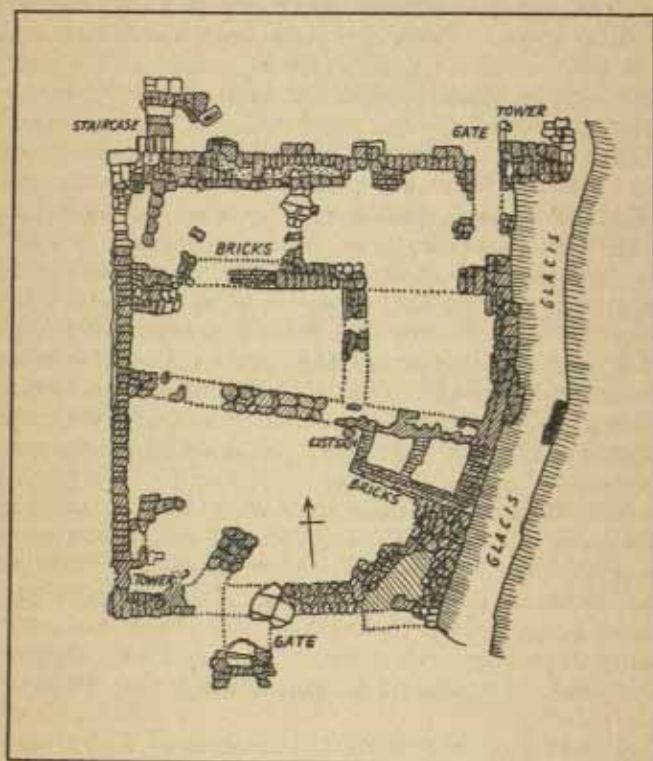 TOWER
GATE
STAIRCASE
BRICKS
GLACIS
BRICKS
GLACIS
TOWER
GATE